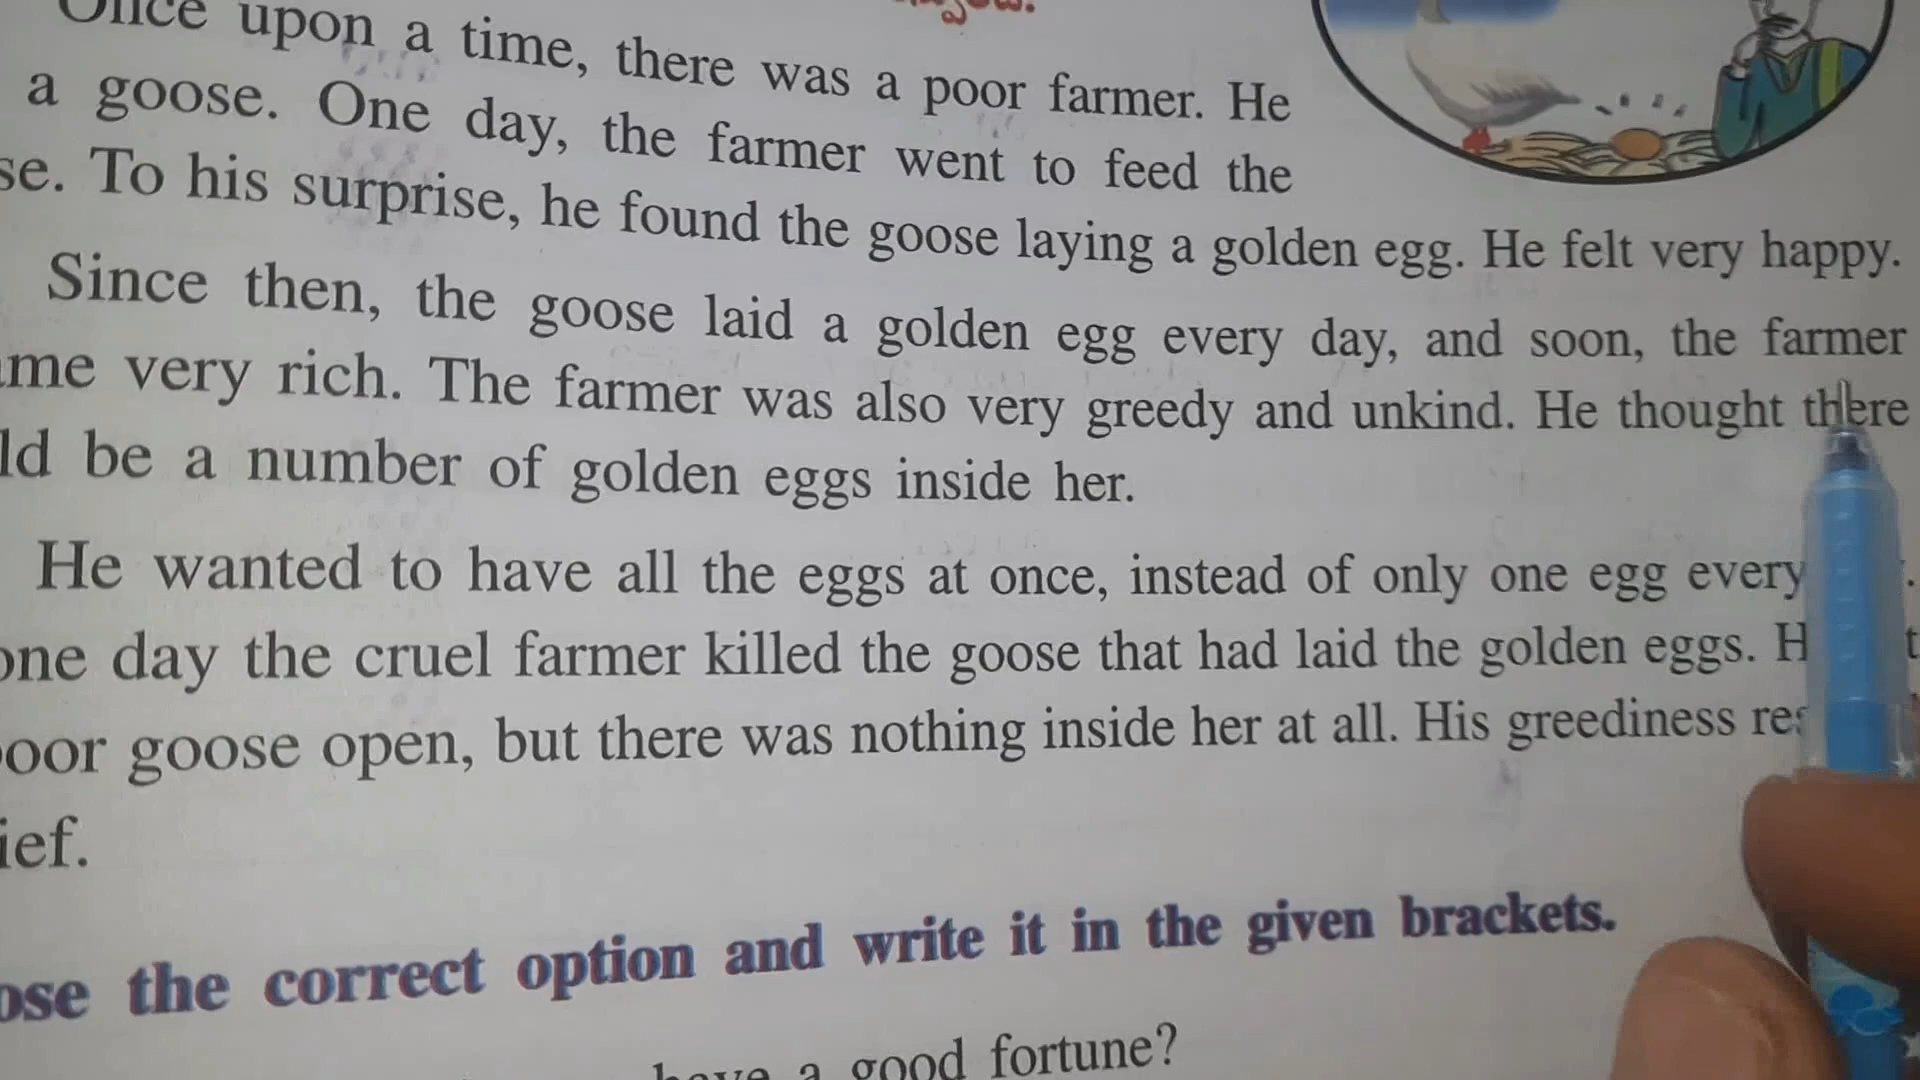 Once upon a time, there was a poor farmer. He
a goose. One day, the farmer went to feed the
se. To his surprise, he found the goose laying a golden egg. He felt very happy.
Since then, the goose laid a golden egg every day, and soon, the farmer
me very rich. The farmer was also very greedy and unkind. He thought there
ld be a number of golden eggs inside her.
He wanted to have all the eggs at once, instead of only one egg every
one day the cruel farmer killed the goose that had laid the golden eggs. H
oor goose open, but there was nothing inside her at all. His greediness res
ief.
ose the correct option and write it in the given brackets.
have a good fortune?